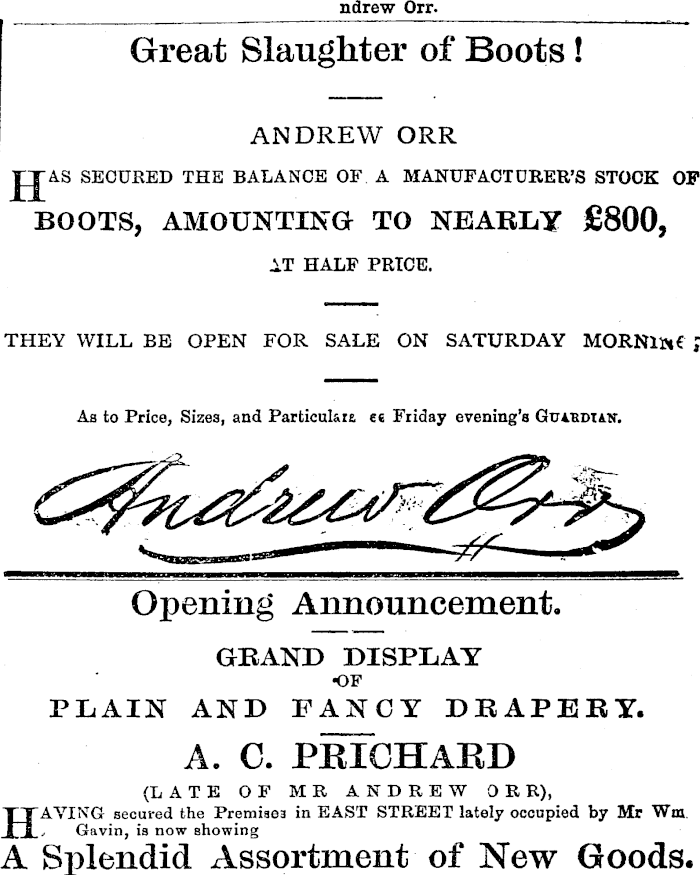 ndrew Orr.
Great Slaughter of Boots!
ANDREW ORR
HAS SECURED THE BALANCE OF A MANUFACTURER'S STOCK OF
BOOTS, AMOUNTING TO NEARLY £800,
AT HALF PRICE.
THEY WILL BE OPEN FOR SALE ON SATURDAY MORNING;
As to Price, Sizes, and Particulars Friday evening's GUARDIAN.
Andrew Orr
Opening Announcement.
GRAND DISPLAY
OF
PLAIN AND FANCY DRAPERY.
A. C. PRICHARD
(LATE OF MR ANDREW ORR),
HAVING secured the Premises in EAST STREET lately occupied by Mr Wm.
Gavin, is now showing
A Splendid Assortment of New Goods.